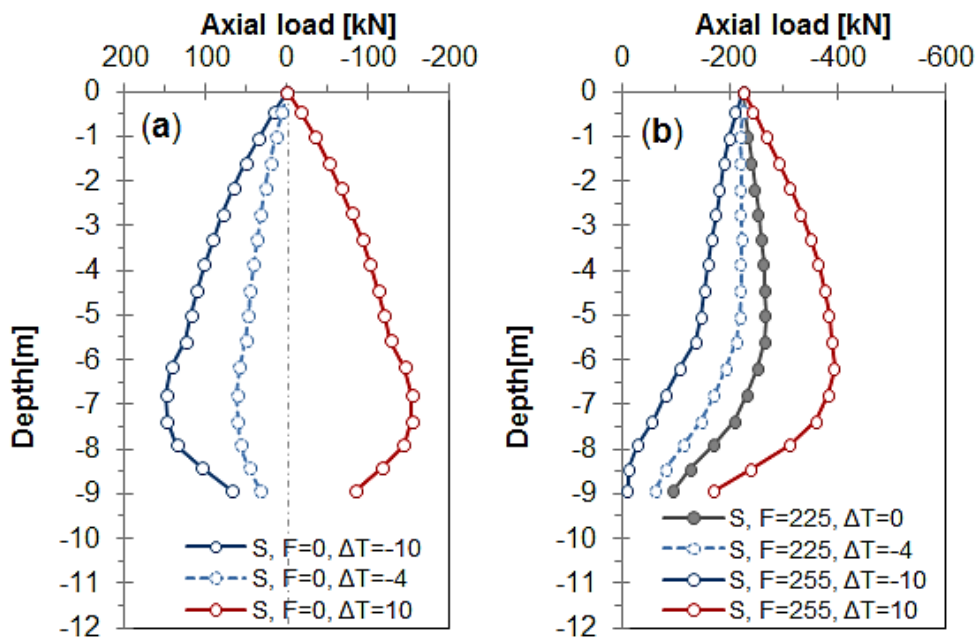 Axial load [kN]
200 100 0 -100 -200
0
-1
-2
-3
-4
-5
-6
-7
-8
-9
-10
-11
-12
Depth[m]
(a)
S, F=0, ΔT=-10
S, F=0, ΔT=-4
S, F=0, ΔT=10
Axial load [kN]
0 -200 -400 -600
0
-1
-2
-3
-4
-5
-6
-7
-8
-9
-10
-11
-12
Depth[m]
(b)
S, F=225, ΔT=0
S, F=225, ΔT=-4
S, F=255, ΔT=-10
S, F=255, ΔT=10